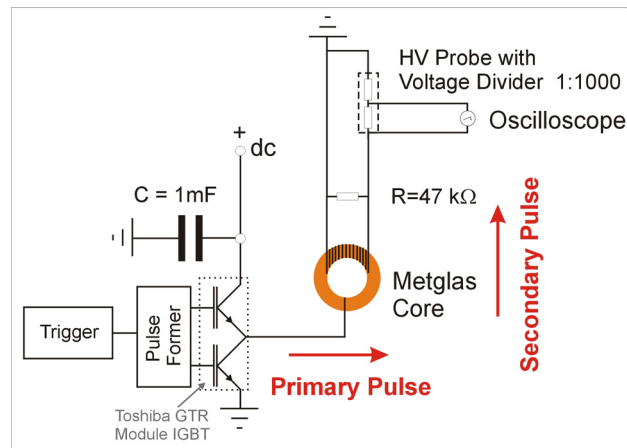 HV Probe with
Voltage Divider 1:1000
Oscilloscope
+
dc
C = 1mF
R=47 kΩ
Metglas
Core
Secondary Pulse
Trigger
Pulse
Former
Primary Pulse
Toshiba GTR
Module IGBT